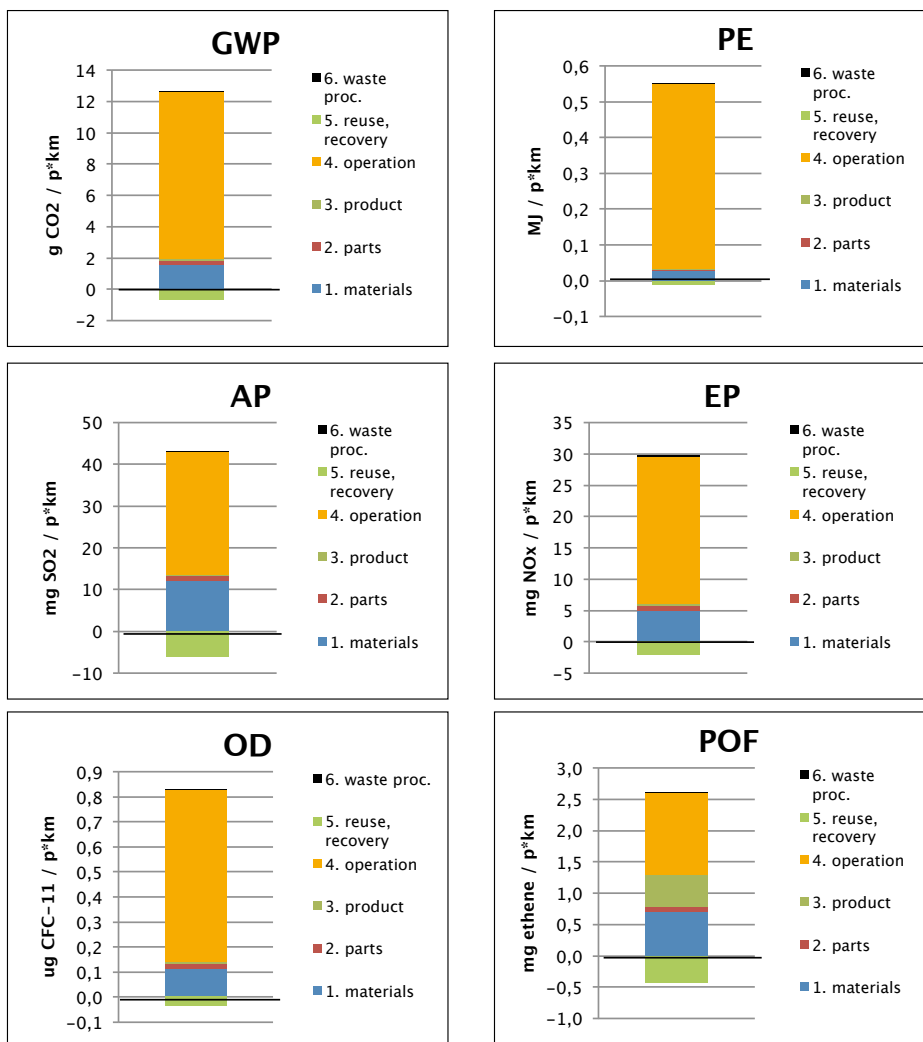 GWP
g CO2 / p*km
14
12
10
8
6
4
2
0
−2
6. waste
proc.
5. reuse,
recovery
4. operation
3. product
2. parts
1. materials
PE
MJ / p*km
0,6
0,5
0,4
0,3
0,2
0,1
0,0
−0,1
6. waste
proc.
5. reuse,
recovery
4. operation
3. product
2. parts
1. materials
AP
mg SO2 / p*km
50
40
30
20
10
0
−10
6. waste
proc.
5. reuse,
recovery
4. operation
3. product
2. parts
1. materials
EP
mg NOx / p*km
35
30
25
20
15
10
5
0
−5
6. waste
proc.
5. reuse,
recovery
4. operation
3. product
2. parts
1. materials
OD
ug CFC−11 / p*km
0,9
0,8
0,7
0,6
0,5
0,4
0,3
0,2
0,1
0,0
−0,1
6. waste proc.
5. reuse,
recovery
4. operation
3. product
2. parts
1. materials
POF
mg ethene / p*km
3,0
2,5
2,0
1,5
1,0
0,5
0,0
−0,5
−1,0
6. waste
proc.
5. reuse,
recovery
4. operation
3. product
2. parts
1. materials